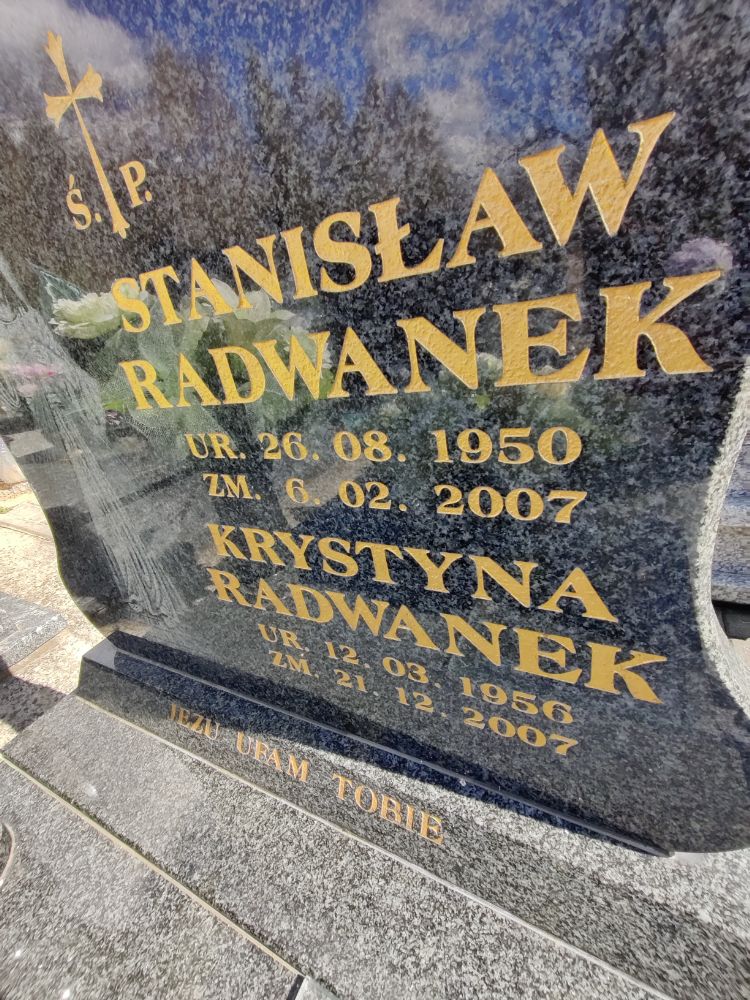 Ś. P.
STANISŁAW
RADWANEK
UR. 26. 08. 1950
ZM. 6. 02. 2007
KRYSTYNA
RADWANEK
UR. 12. 03. 1956
ZM. 21. 12. 2007
JEZU UFAM TOBIE